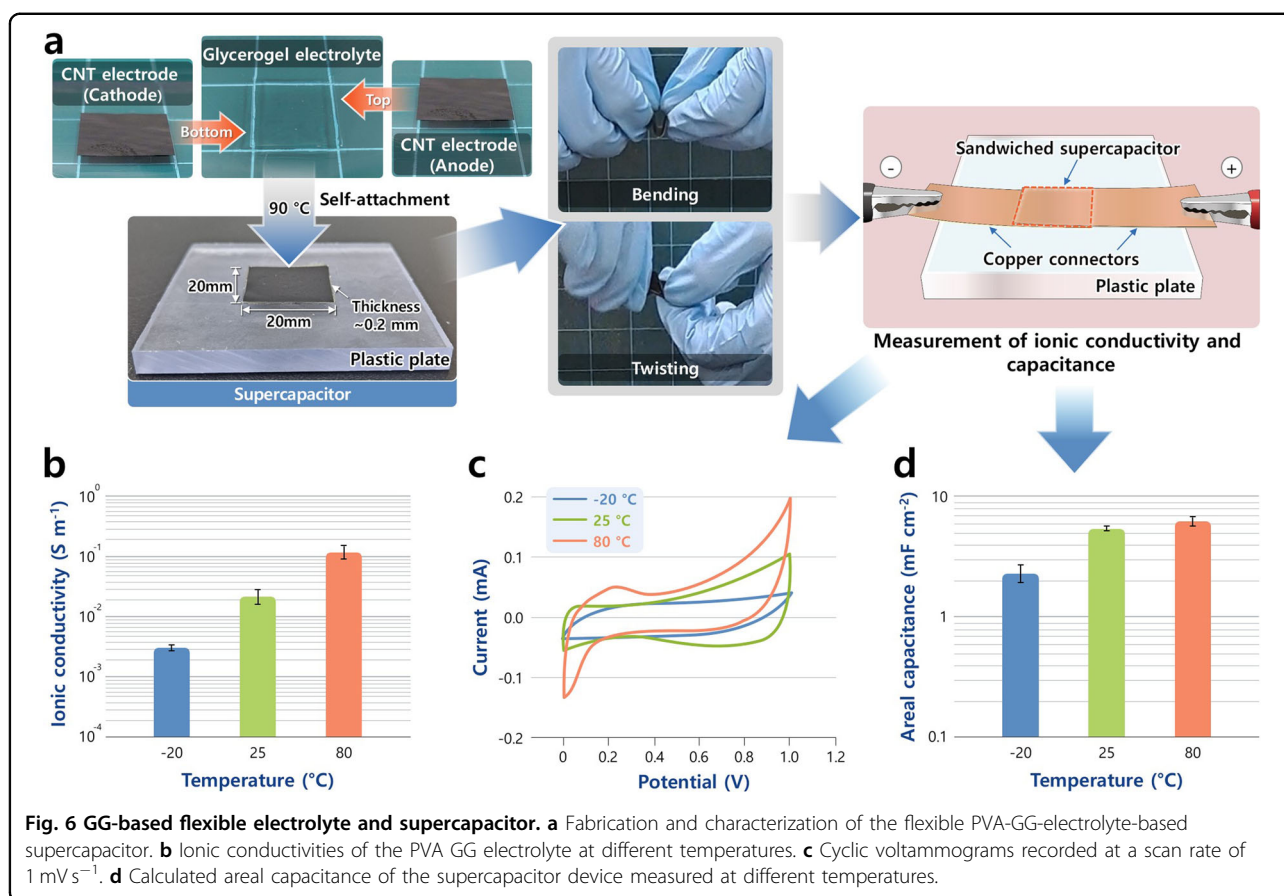 a
Glycerogel electrolyte
CNT electrode
(Cathode)
Bottom
Top
CNT electrode
(Anode)
90 °C
Self-attachment
20mm
20mm
Thickness
~0.2 mm
Plastic plate
Supercapacitor
Bending
Twisting
Sandwiched supercapacitor
-
+
Copper connectors
Plastic plate
Measurement of ionic conductivity and
capacitance
b
Ionic conductivity (S m⁻¹)
10⁰
10⁻¹
10⁻²
10⁻³
10⁻⁴
-20
25
80
Temperature (°C)
c
-20 °C
25 °C
80 °C
Current (mA)
0.2
0.1
0.0
-0.1
-0.2
0
0.2
0.4
0.6
0.8
1.0
1.2
Potential (V)
d
Areal capacitance (mF cm⁻²)
10
1
0.1
-20
25
80
Temperature (°C)
Fig. 6 GG-based flexible electrolyte and supercapacitor. a Fabrication and characterization of the flexible PVA-GG-electrolyte-based
supercapacitor. b Ionic conductivities of the PVA GG electrolyte at different temperatures. c Cyclic voltammograms recorded at a scan rate of
1 mV s⁻¹. d Calculated areal capacitance of the supercapacitor device measured at different temperatures.